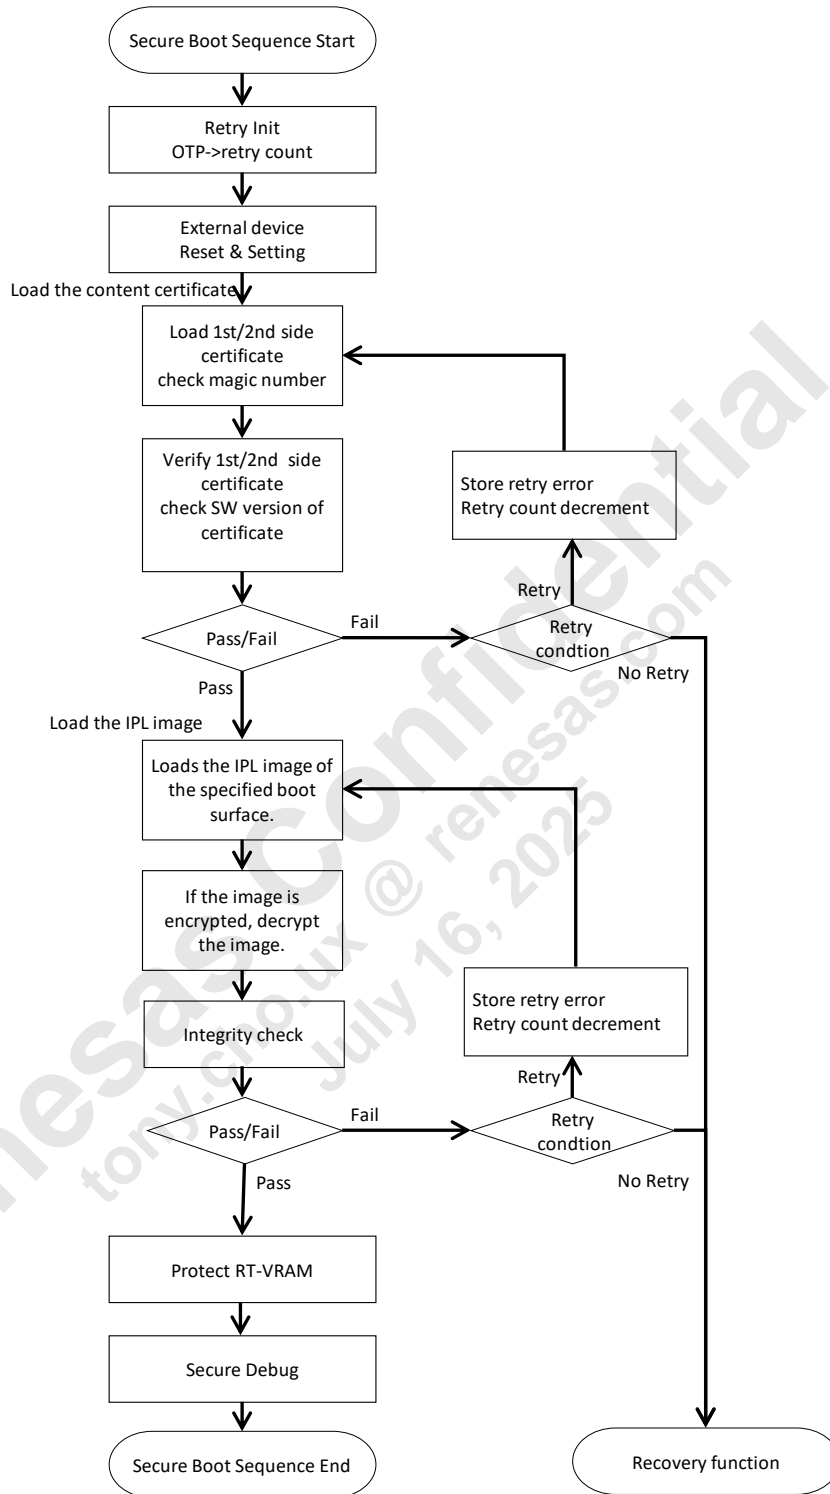 Secure Boot Sequence Start
Retry Init
OTP->retry count
External device
Reset & Setting
Load the content certificate
Load 1st/2nd side
certificate
check magic number
Verify 1st/2nd  side
certificate
check SW version of
certificate
Store retry error
Retry count decrement
Retry
Pass/Fail
Fail
Retry
condtion
No Retry
Pass
Load the IPL image
Loads the IPL image of
the specified boot
surface.
If the image is
encrypted, decrypt
the image.
Store retry error
Retry count decrement
Integrity check
Retry
Pass/Fail
Fail
Retry
condtion
No Retry
Pass
Protect RT-VRAM
Secure Debug
Secure Boot Sequence End
Recovery function
nesas Confidential
tony.cho.ux @ renesas.com
July 16, 2025